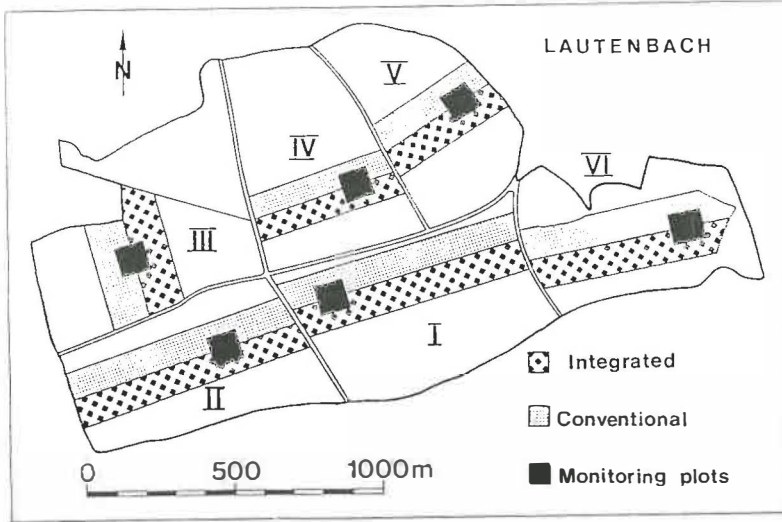 LAUTENBACH
N
V
IV
VI
III
I
II
Integrated
Conventional
Monitoring plots
0 500 1000m